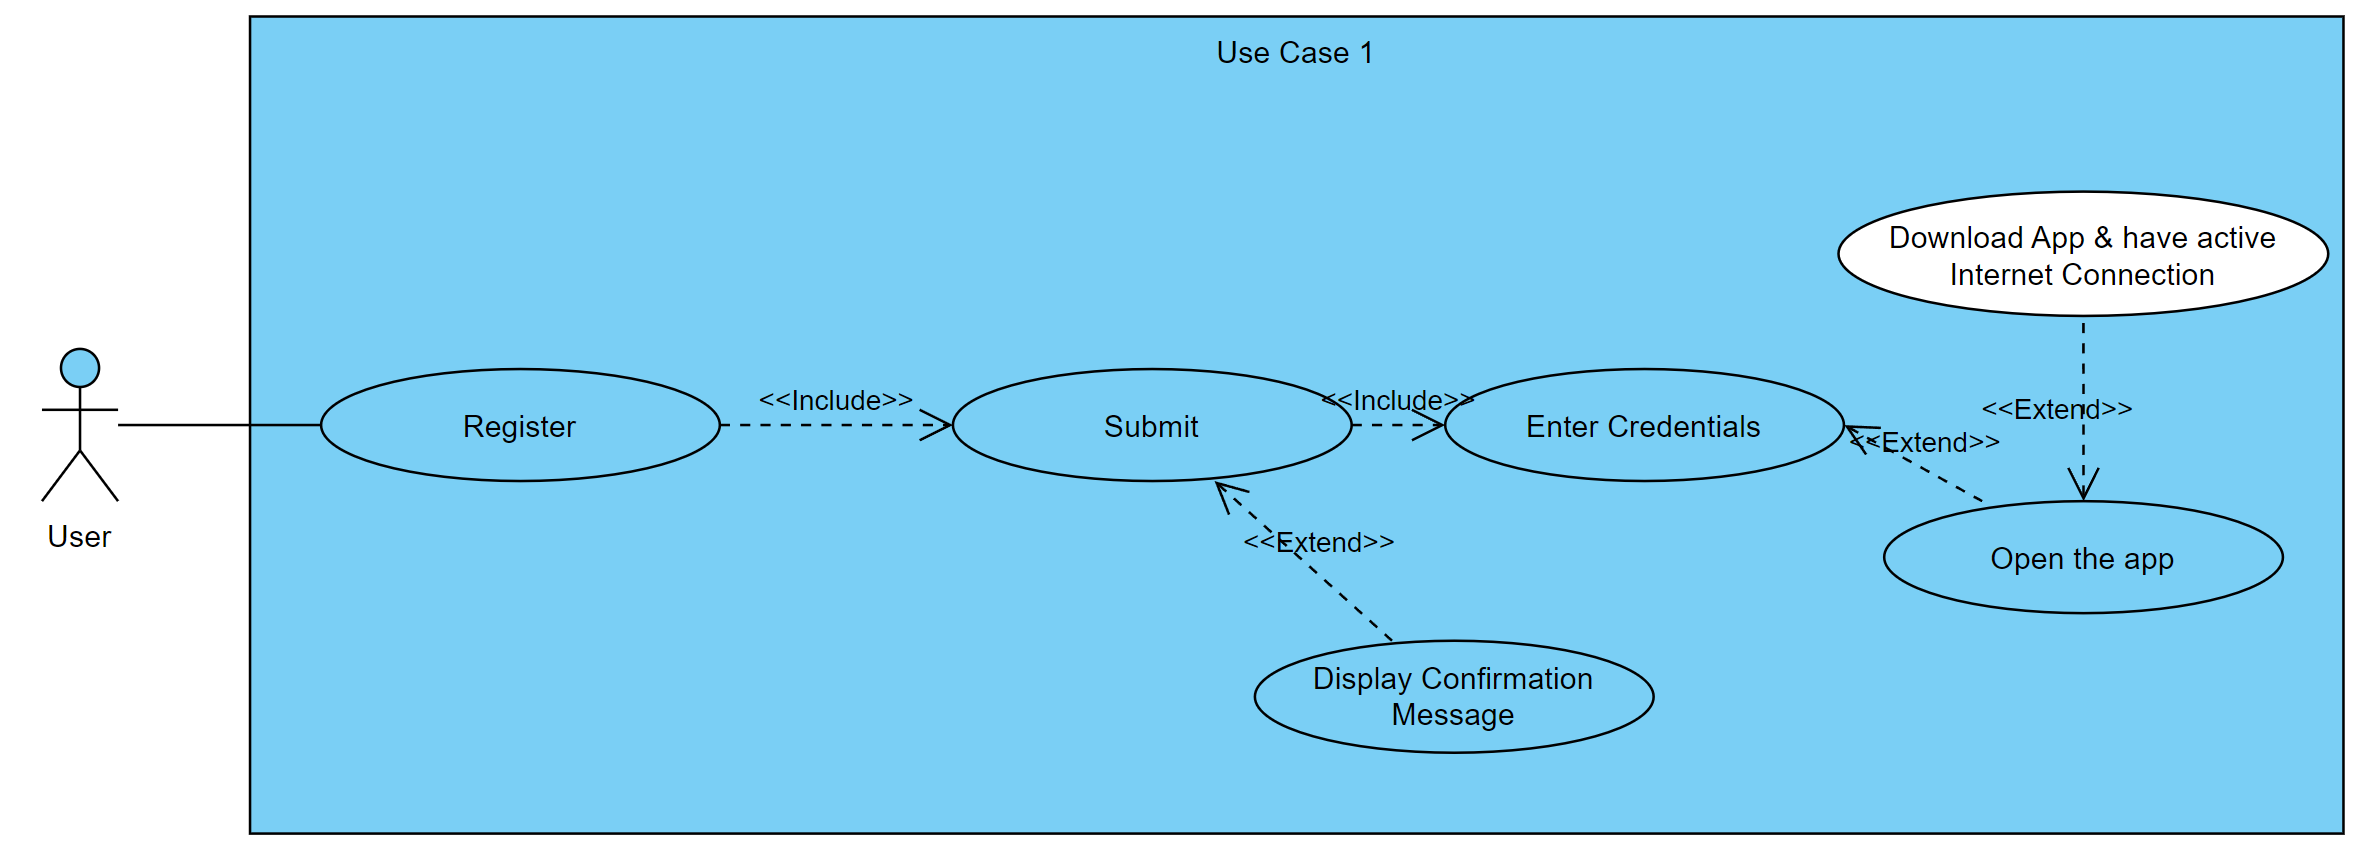 Use Case 1
Download App & have active
Internet Connection
<<Include>>
<<Include>>
<<Extend>>
Register
Submit
Enter Credentials
<<Extend>>
User
<<Extend>>
Open the app
Display Confirmation
Message